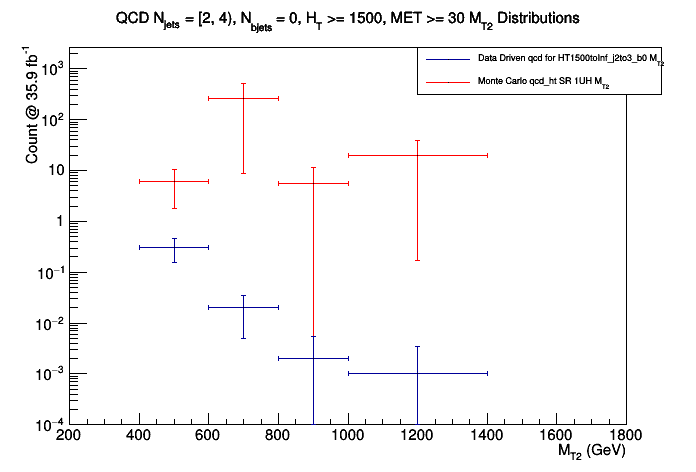 QCD N_jets = [2, 4), N_bjets = 0, H_T >= 1500, MET >= 30 M_T2 Distributions
Data Driven qcd for HT1500toInf_j2to3_b0 M_T2
Monte Carlo qcd_ht SR 1UH M_T2
Count @ 35.9 fb^-1
10^3
10^2
10
1
10^−1
10^−2
10^−3
10^−4
200 400 600 800 1000 1200 1400 1600 1800
M_T2 (GeV)